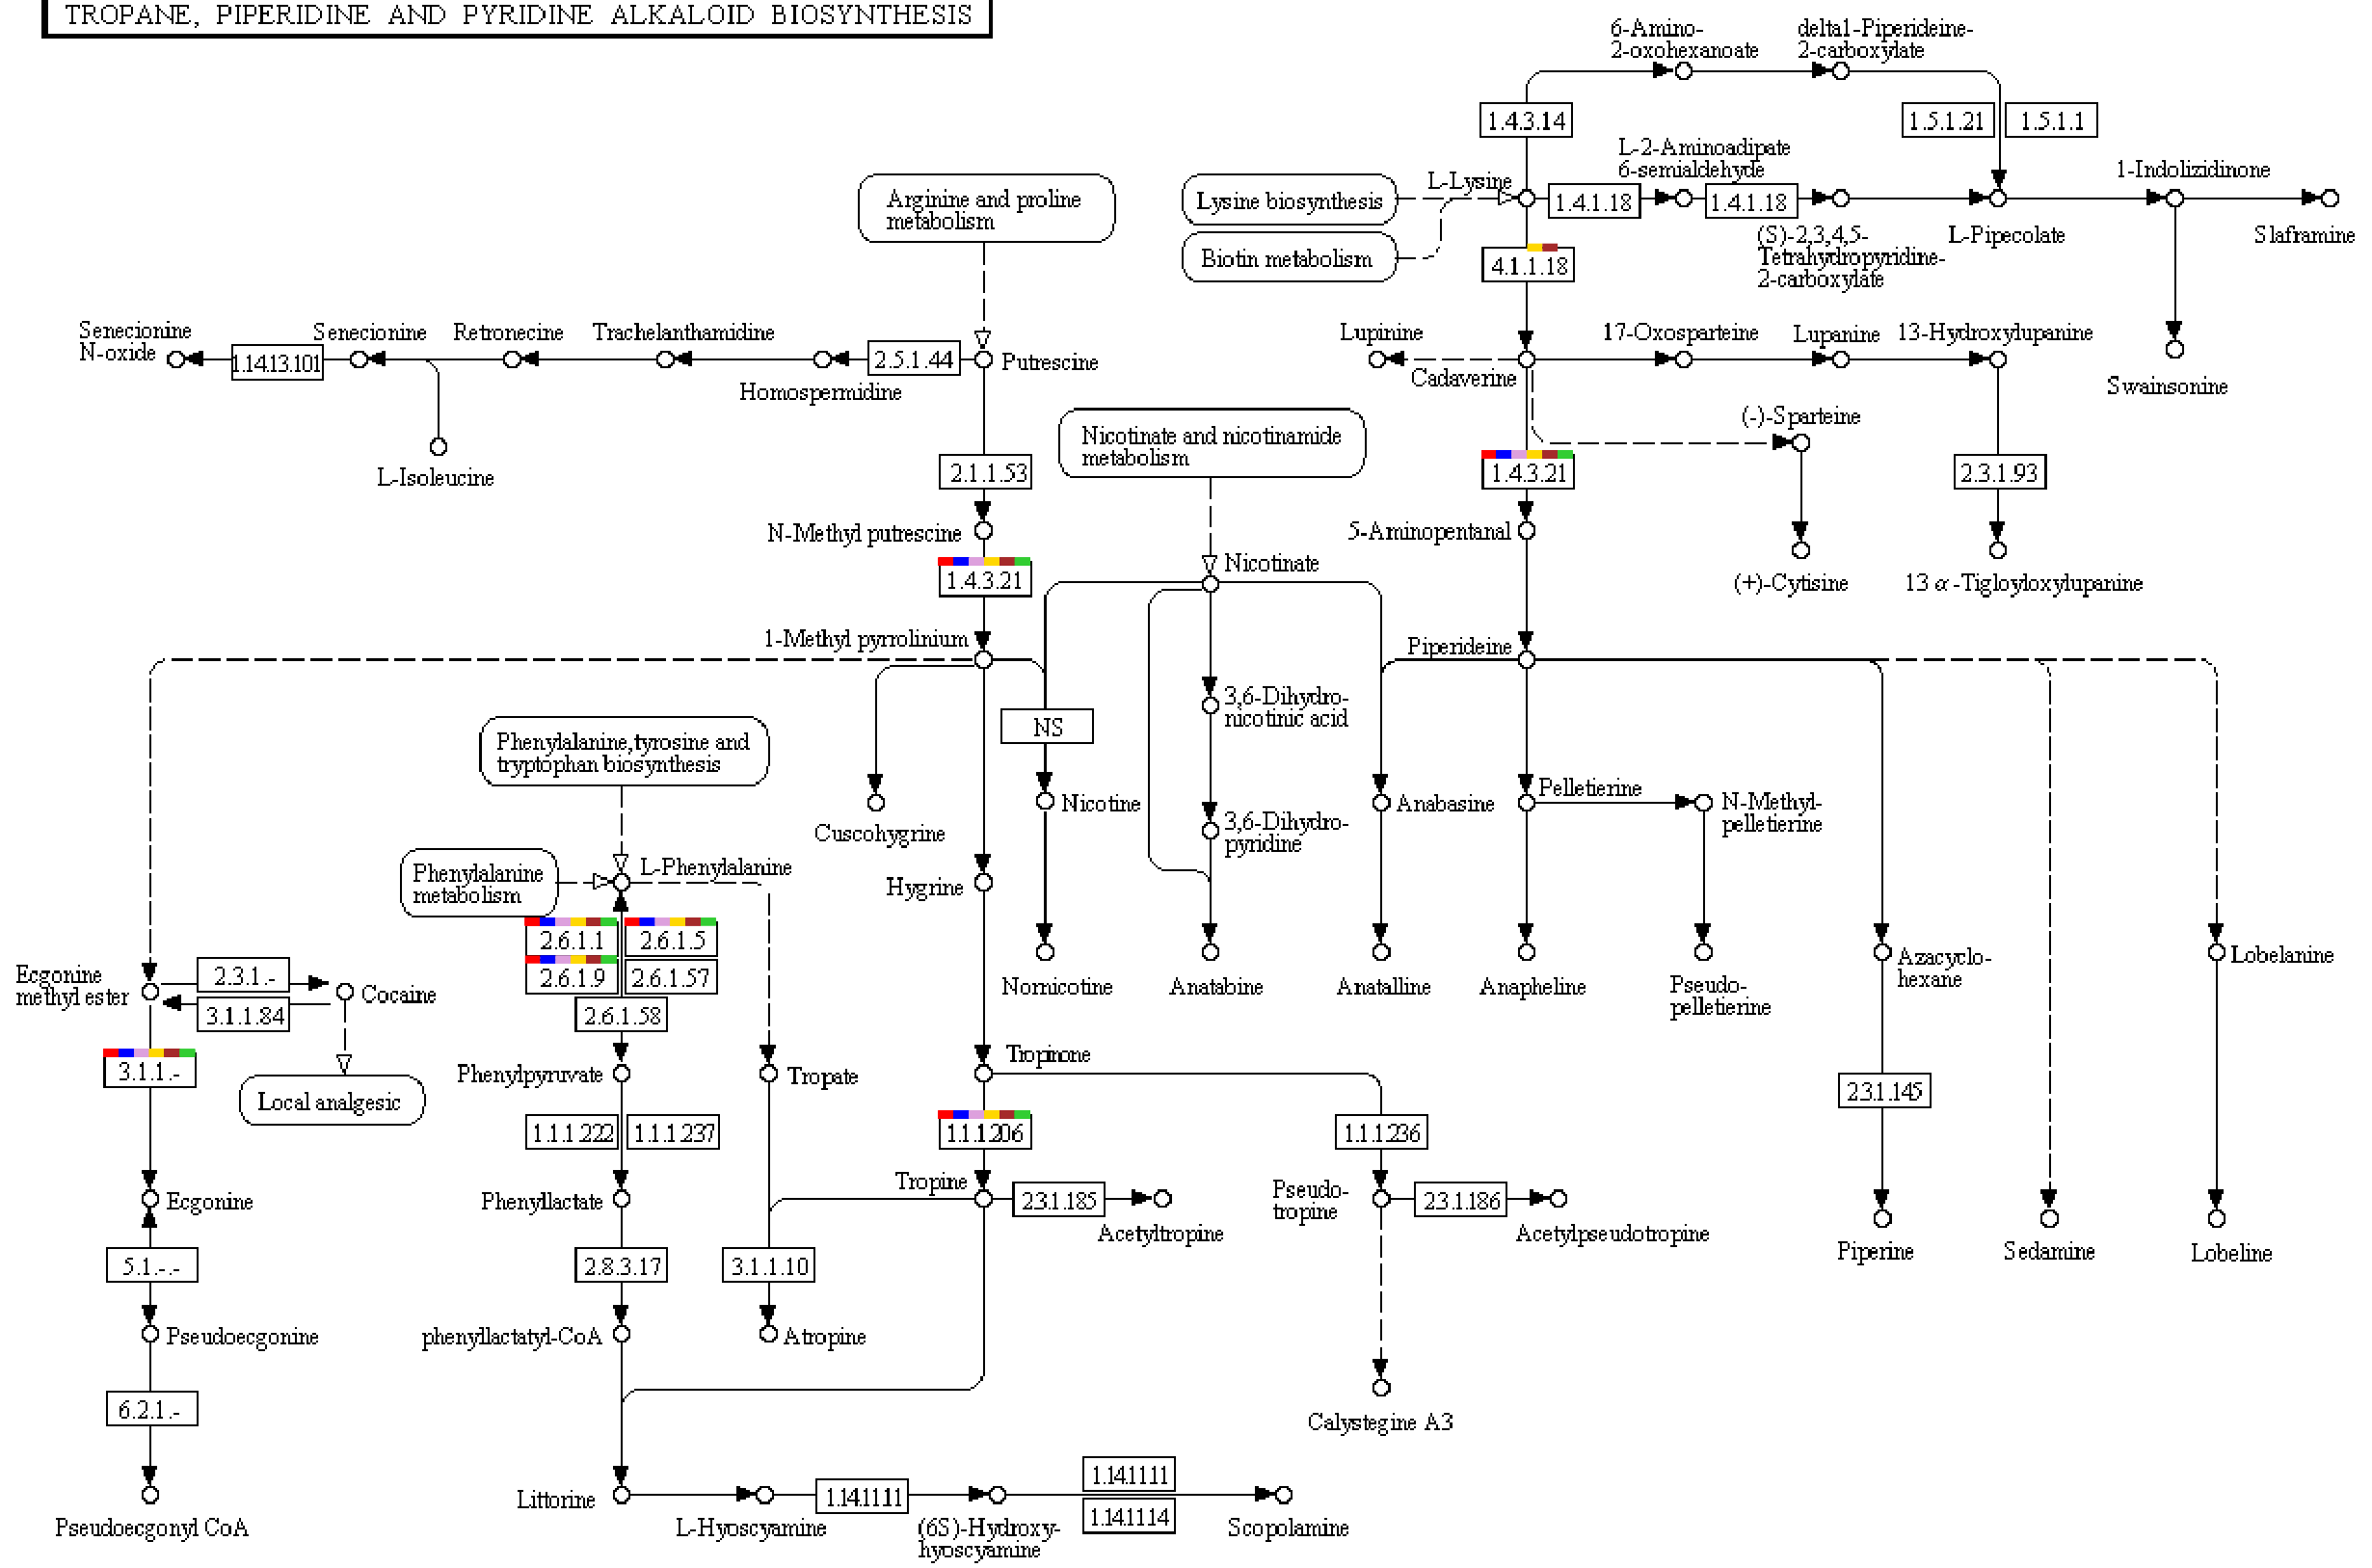 TROPANE, PIPERIDINE AND PYRIDINE ALKALOID BIOSYNTHESIS
6-Amino-
2-oxohexanoate
delta1-Piperideine-
2-carboxylate
1.4.3.14
1.5.1.21
1.5.1.1
L-2-Aminoadipate
6-semialdehyde
1-Indolizidinone
Arginine and proline
metabolism
Lysine biosynthesis
L-Lysine
1.4.1.18
1.4.1.18
Biotin metabolism
4.1.1.18
(S)-2,3,4,5-
Tetrahydropyridine-
2-carboxylate
L-Pipecolate
Slaframine
Senecionine
N-oxide
1.14.13.101
Senecionine
Retronecine
Trachelanthamidine
2.5.1.44
Putrescine
Homospermidine
Lupinine
Cadaverine
17-Oxosparteine
Lupanine
13-Hydroxylupanine
Swainsonine
L-Isoleucine
Nicotinate and nicotinamide
metabolism
(-)-Sparteine
2.1.1.53
1.4.3.21
2.3.1.93
N-Methyl putrescine
5-Aminopentanal
1.4.3.21
Nicotinate
(+)-Cytisine
13 α-Tigloyloxylupanine
1-Methyl pyrrolinium
Piperideine
3,6-Dihydro-
nicotinic acid
NS
Phenylalanine,tyrosine and
tryptophan biosynthesis
Cuscohygrine
Nicotine
3,6-Dihydro-
pyridine
Anabasine
Pelletierine
N-Methyl-
pelletierine
Phenylalanine
metabolism
L-Phenylalanine
Hygrine
2.6.1.1
2.6.1.5
2.6.1.9
2.6.1.57
2.6.1.58
Ecgonine
methyl ester
2.3.1.-
3.1.1.84
Cocaine
Nornicotine
Anatabine
Anatalline
Anapheline
Pseudo-
pelletierine
Azacyclo-
hexane
Lobelanine
3.1.1.-
Local analgesic
Phenylpyruvate
Tropate
Tropinone
2.3.1.145
1.1.1.222
1.1.1.237
1.1.1.206
1.1.1.236
Ecgonine
Phenyllactate
Tropine
2.3.1.185
Acetyltropine
Pseudo-
tropine
2.3.1.186
Acetylpseudotropine
Piperine
Sedamine
Lobeline
5.1.-.-
2.8.3.17
3.1.1.10
Pseudoecgonine
phenyllactatyl-CoA
Atropine
6.2.1.-
Calystegine A3
Littorine
1.14.11.11
1.14.11.11
1.14.11.14
Pseudoecgonyl CoA
L-Hyoscyamine
(6S)-Hydroxy-
hyoscyamine
Scopolamine